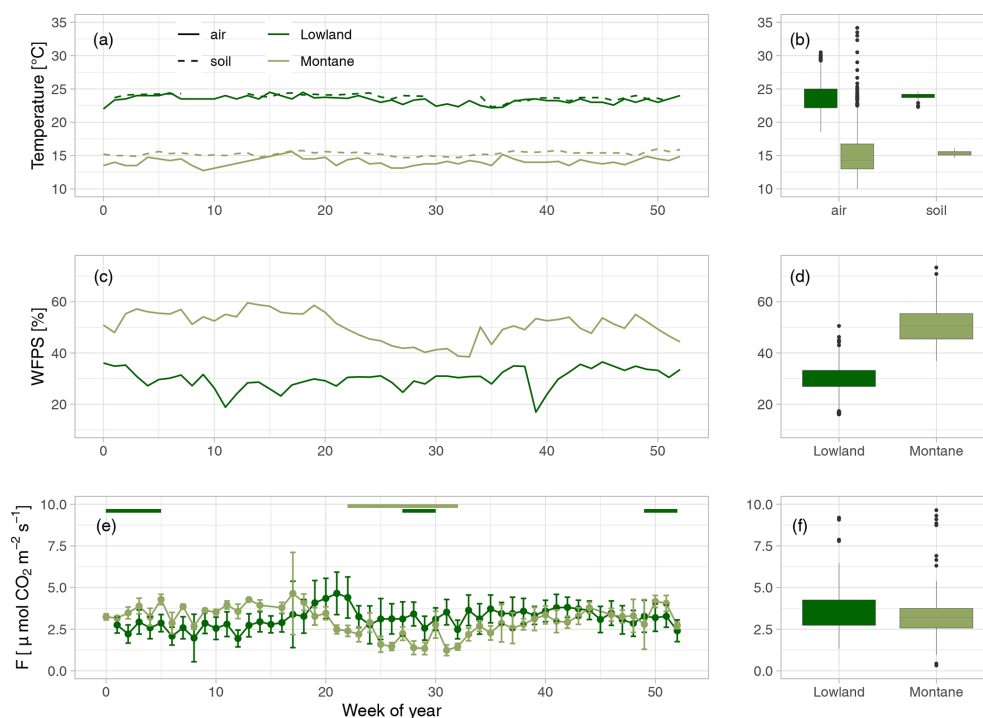 (a)
air
soil
Lowland
Montane
Temperature [°C]
35
30
25
20
15
10
0
10
20
30
40
50
(b)
35
30
25
20
15
10
air
soil
(c)
WFPS [%]
60
40
20
0
10
20
30
40
50
(d)
60
40
20
Lowland
Montane
(e)
F [ μ mol CO₂ m⁻² s⁻¹]
10.0
7.5
5.0
2.5
0.0
0
10
20
30
40
50
Week of year
(f)
10.0
7.5
5.0
2.5
0.0
Lowland
Montane